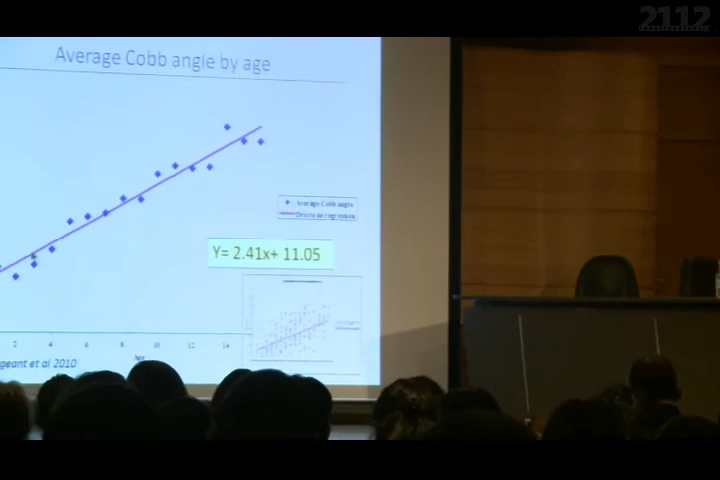 2112
Average Cobb angle by age
Average Cobb angle
Droite de regression
Y= 2.41x+ 11.05
2 4 6 8 10 12 14
Age
geant et al 2010